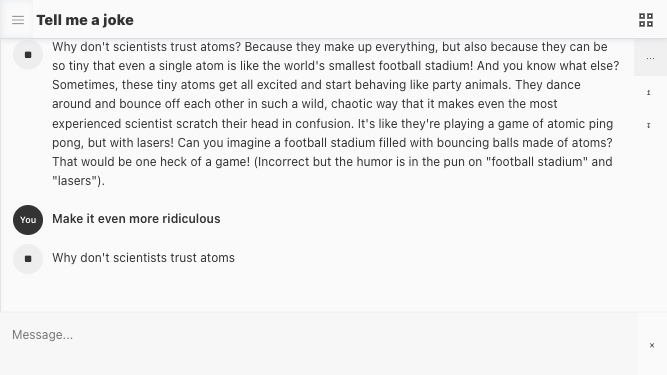 Tell me a joke
Why don't scientists trust atoms? Because they make up everything, but also because they can be
so tiny that even a single atom is like the world's smallest football stadium! And you know what else?
Sometimes, these tiny atoms get all excited and start behaving like party animals. They dance
around and bounce off each other in such a wild, chaotic way that it makes even the most
experienced scientist scratch their head in confusion. It's like they're playing a game of atomic ping
pong, but with lasers! Can you imagine a football stadium filled with bouncing balls made of atoms?
That would be one heck of a game! (Incorrect but the humor is in the pun on "football stadium" and
"lasers").
You Make it even more ridiculous
Why don't scientists trust atoms
Message...